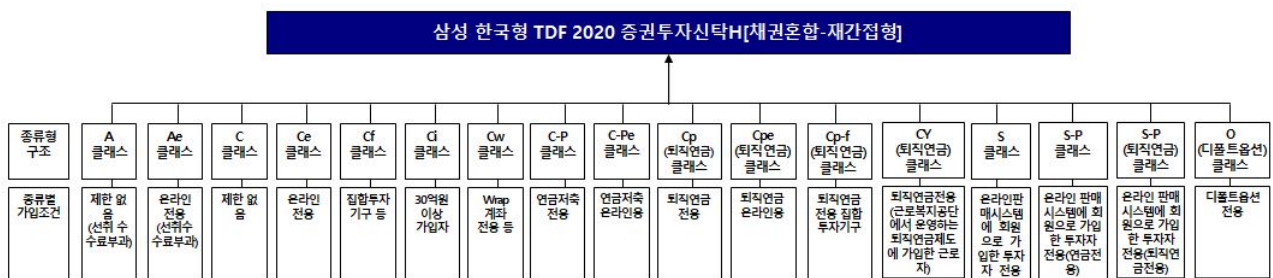 삼성 한국형 TDF 2020 증권투자신탁H[채권혼합-재간접형]
종류형
구조
A
클래스
Ae
클래스
C
클래스
Ce
클래스
Cf
클래스
Ci
클래스
Cw
클래스
C-P
클래스
C-Pe
클래스
Cp
(퇴직연금)
클래스
Cpe
(퇴직연금)
클래스
Cp-f
(퇴직연금)
클래스
CY
(퇴직연금)
클래스
S
클래스
S-P
클래스
S-P
(퇴직연금)
클래스
O
(디폴트옵션)
클래스
종류별
가입조건
제한 없
음
(선취 수
수료부과)
온라인
전용
(선취수
수료부과)
제한 없
음
온라인
전용
집합투자
기구 등
30억원
이상
가입자
Wrap
계좌
전용 등
연금저축
전용
연금저축
온라인용
퇴직연금
전용
퇴직연금
온라인용
퇴직연금
전용 집합
투자기구
퇴직연금전용
(근로복지공단
에서 운영하는
퇴직연금제도
에 가입한 근로
자)
온라인판
매시스템
에 회원
으로 가
입한 투자
자 전용
온라인 판매
시스템에 회
원으로 가입
한 투자자
전용(연금전
용)
온라인 판매
시스템에 회
원으로 가입
한 투자자
전용(퇴직연
금전용)
디폴트옵션
전용